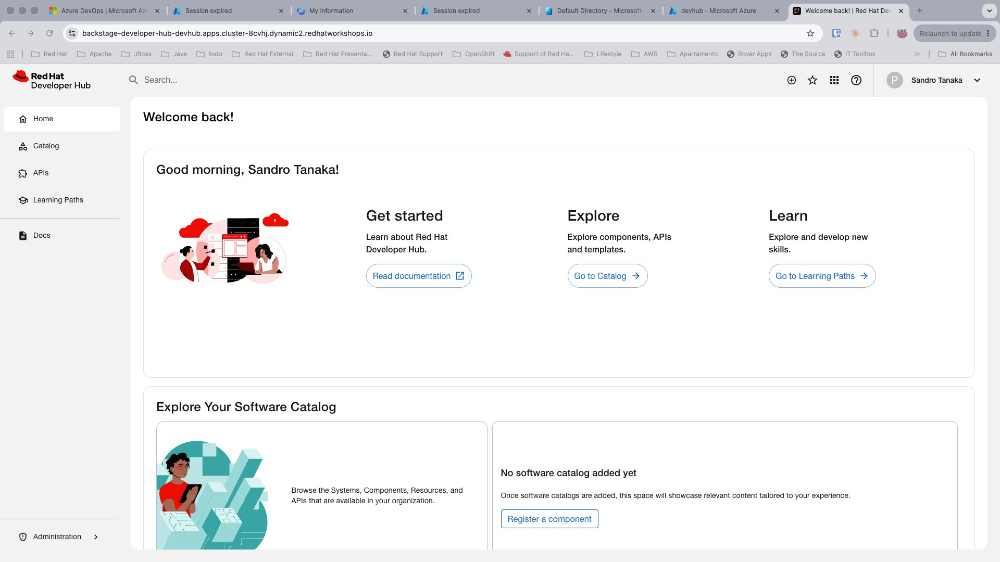 Azure DevOps | Microsoft Azu
Session expired
My Information
Session expired
Default Directory - Microsoft
devhub - Microsoft Azure
Welcome back! | Red Hat Dev
backstage-developer-hub-devhub.apps.cluster-8cvhj.dynamic2.redhatworkshops.io
Relaunch to update
Red Hat
Apache
JBoss
Java
todo
Red Hat External
Red Hat Presenta...
Red Hat Support
OpenShift
Support of Red Ha...
Lifestyle
AWS
Apartamento
Rover Apps
The Source
IT Toolbox
All Bookmarks
Red Hat
Developer Hub
Search...
P
Sandro Tanaka
Home
Catalog
APIs
Learning Paths
Docs
Administration
Welcome back!
Good morning, Sandro Tanaka!
Get started
Learn about Red Hat
Developer Hub.
Read documentation
Explore
Explore components, APIs
and templates.
Go to Catalog
Learn
Explore and develop new
skills.
Go to Learning Paths
Explore Your Software Catalog
Browse the Systems, Components, Resources, and
APIs that are available in your organization.
No software catalog added yet
Once software catalogs are added, this space will showcase relevant content tailored to your experience.
Register a component